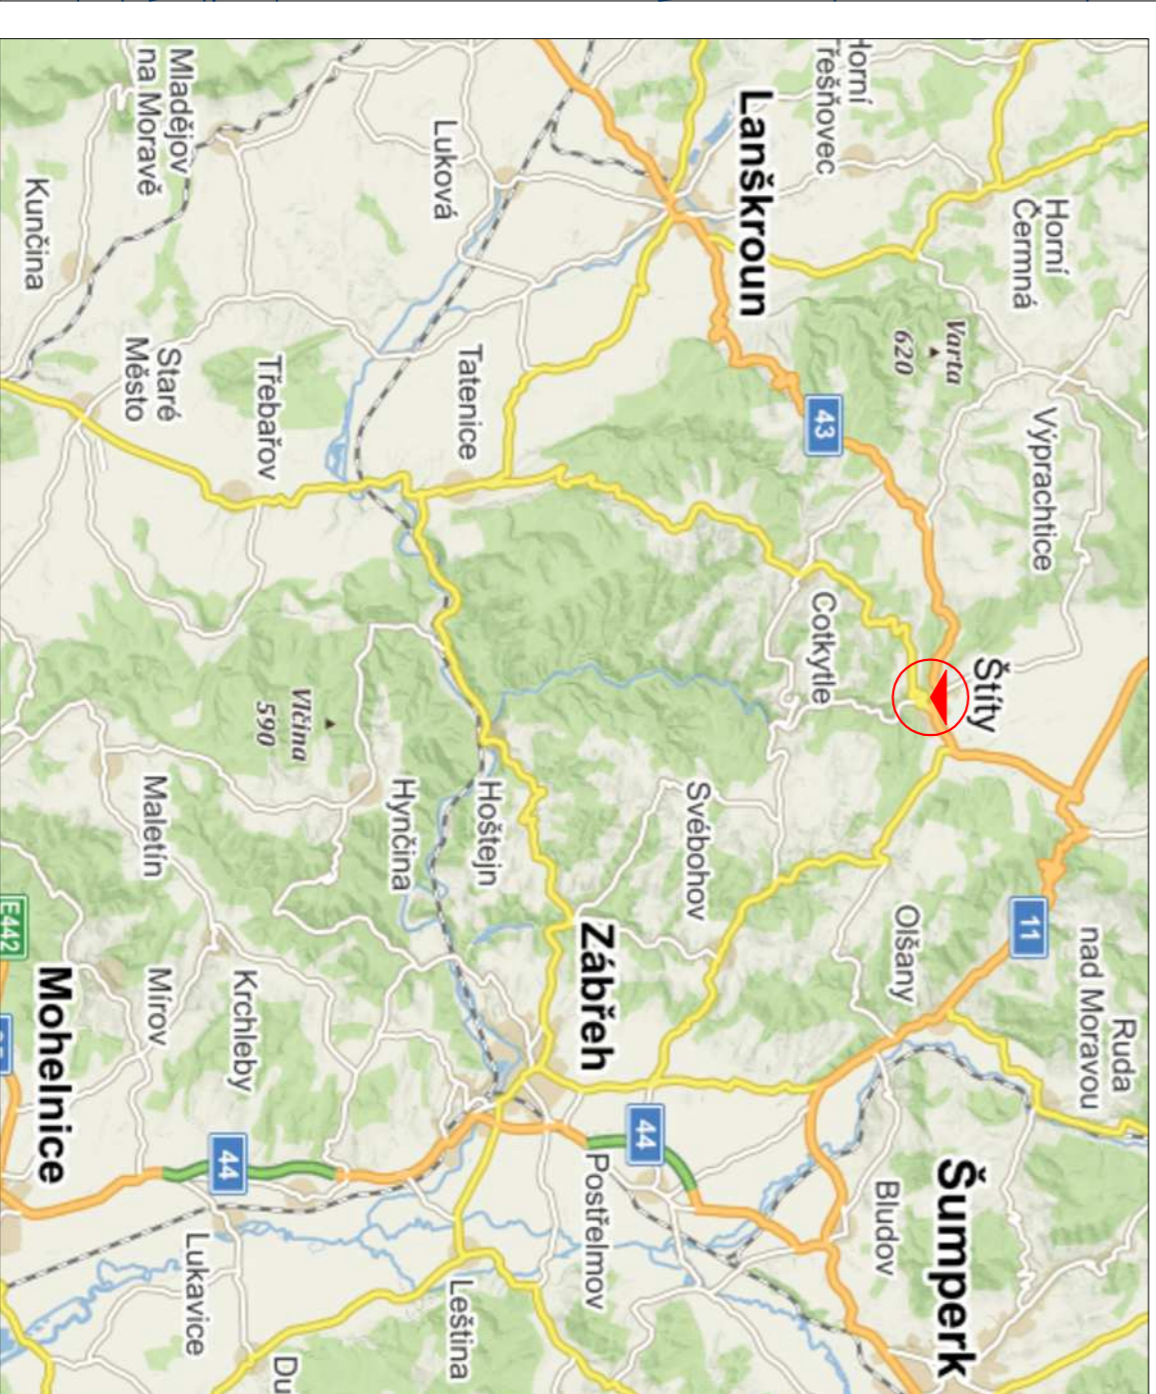 Ruda
nad Moravou
Horní
Čermná
Výprachtice
Štíty
Šumperk
11
Varta
620
Olšany
Bludov
Horní
řešňovec
43
Cotkytle
Lanškroun
Svébohov
44
Zábřeh
Postřelmov
Luková
Tatenice
Hoštejn
Leština
Hynčina
Vlčina
590
Třebařov
Krchleby
Du
44
Lukavice
Mladějov
na Moravě
Staré
Město
Maletín
Mírov
Kunčina
Mohelnice
E442